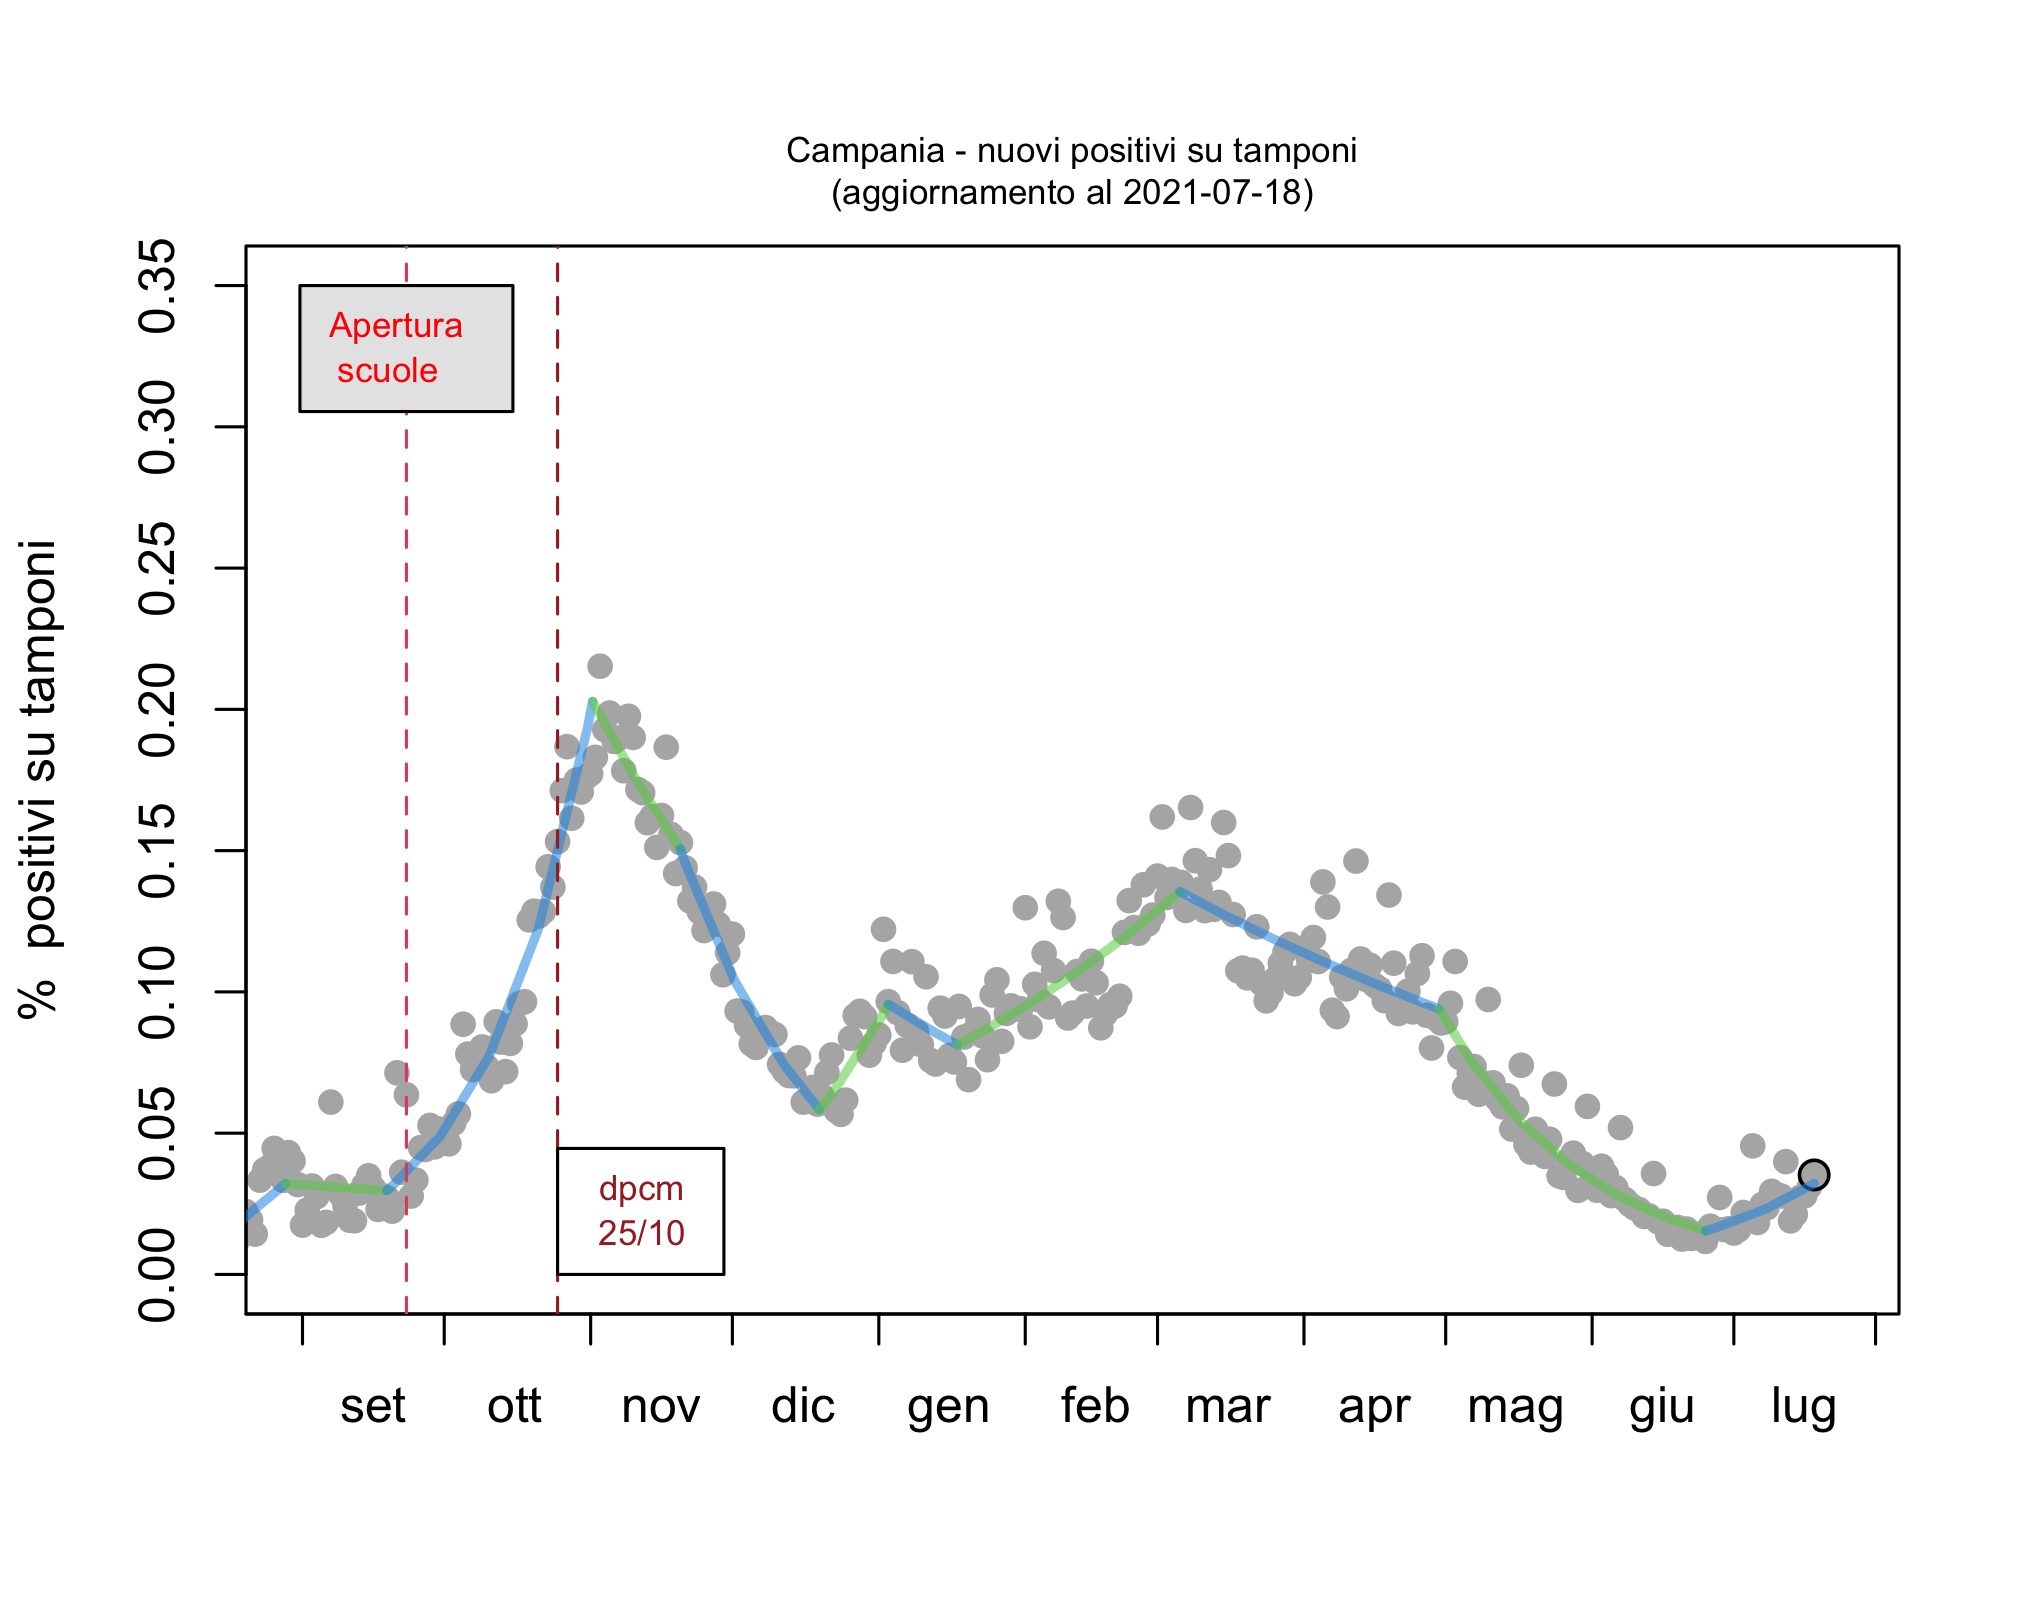 Campania - nuovi positivi su tamponi
(aggiornamento al 2021-07-18)
% positivi su tamponi
0.35
0.30
0.25
0.20
0.15
0.10
0.05
0.00
Apertura
scuole
dpcm
25/10
set ott nov dic gen feb mar apr mag giu lug